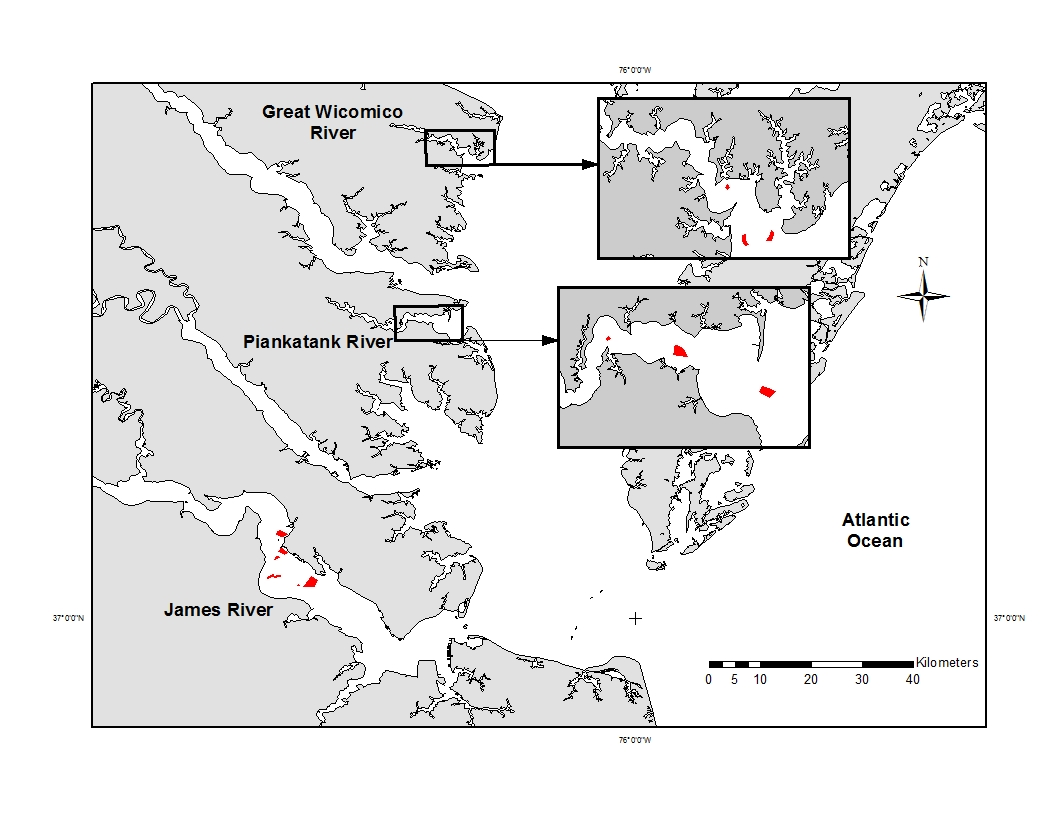 76°0'0"W
Great Wicomico
River
N
Piankatank River
Atlantic
Ocean
James River
37°0'0"N
37°0'0"N
Kilometers
0 5 10 20 30 40
76°0'0"W